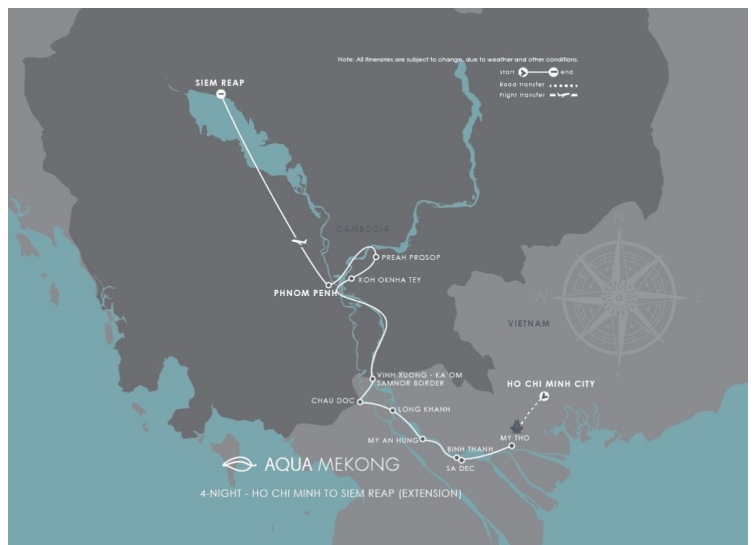 Note: All itineraries are subject to change, due to weather and other conditions.
start end
Road transfer
Flight transfer
SIEM REAP
CAMBODIA
PREAH PROSOP
KOH OKNHA TEY
PHNOM PENH
N
W
E
S
VIETNAM
VINH XUONG - KA'OM
SAMNOR BORDER
HO CHI MINH CITY
CHAU DOC
LONG KHANH
MY AN HUNG
MY THO
BINH THANH
SA DEC
AQUA MEKONG
4-NIGHT - HO CHI MINH TO SIEM REAP (EXTENSION)